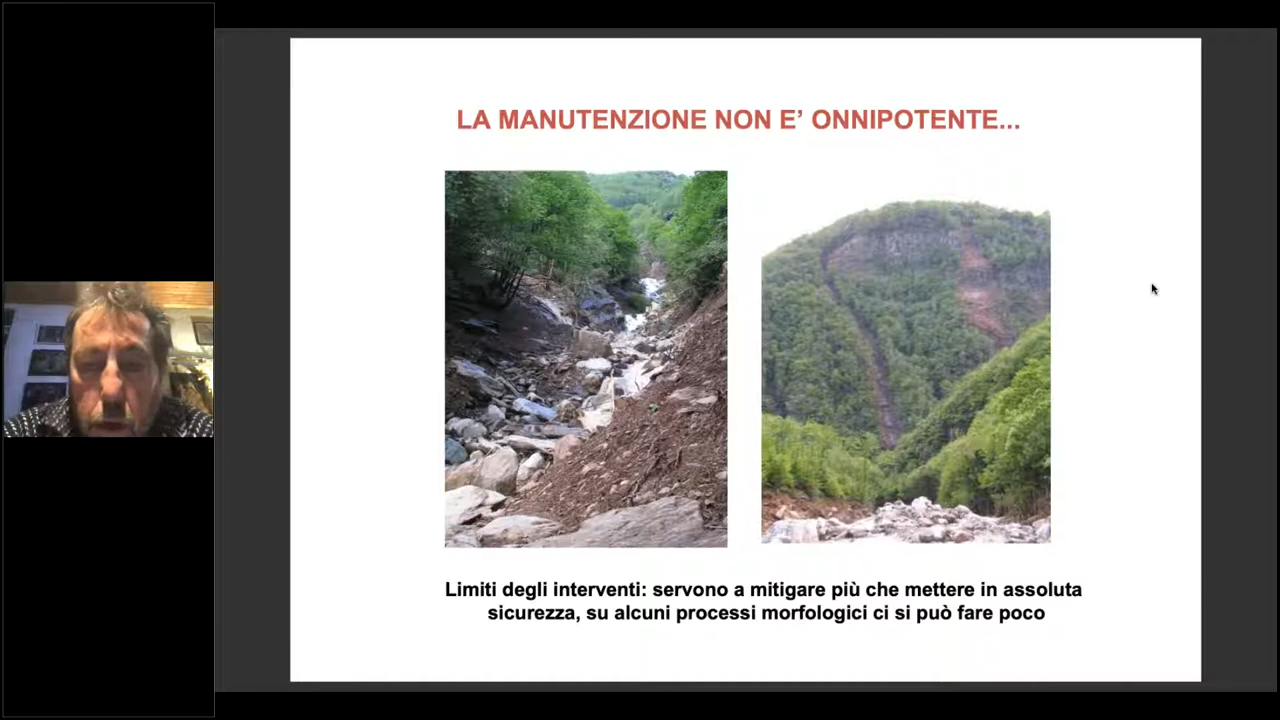 LA MANUTENZIONE NON E’ ONNIPOTENTE...
Limiti degli interventi: servono a mitigare più che mettere in assoluta
sicurezza, su alcuni processi morfologici ci si può fare poco